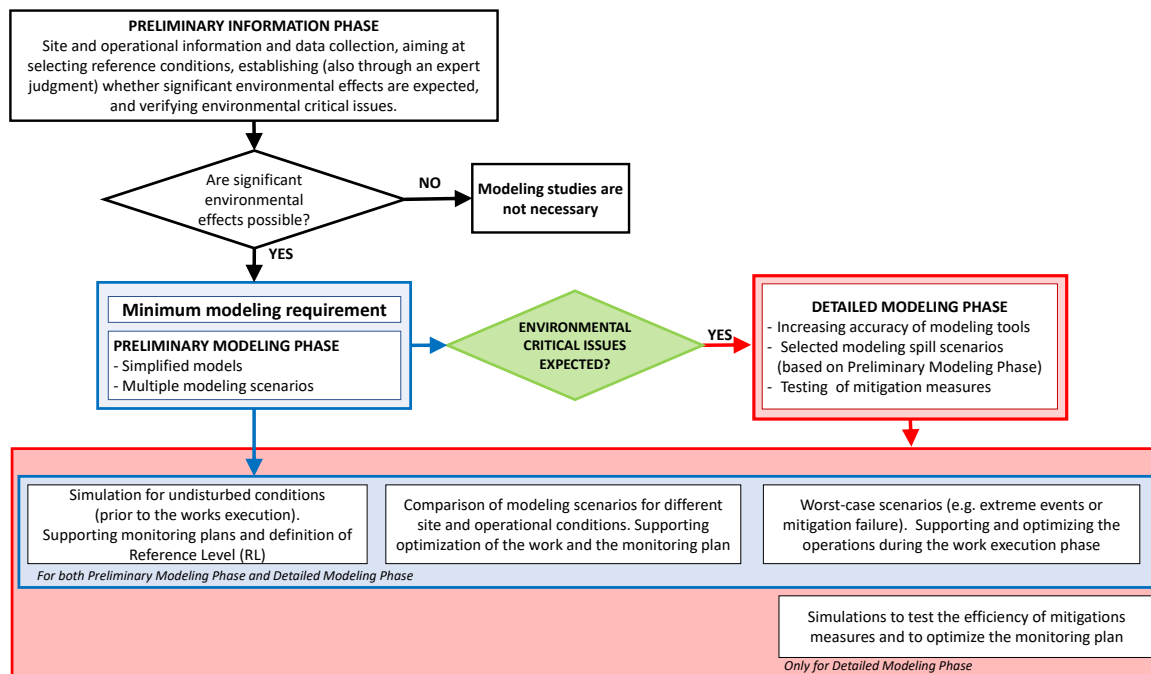 PRELIMINARY INFORMATION PHASE
Site and operational information and data collection, aiming at
selecting reference conditions, establishing (also through an expert
judgment) whether significant environmental effects are expected,
and verifying environmental critical issues.
Are significant
environmental
effects possible?
NO
Modeling studies are
not necessary
YES
Minimum modeling requirement
PRELIMINARY MODELING PHASE
- Simplified models
- Multiple modeling scenarios
ENVIRONMENTAL
CRITICAL ISSUES
EXPECTED?
YES
DETAILED MODELING PHASE
- Increasing accuracy of modeling tools
- Selected modeling spill scenarios
(based on Preliminary Modeling Phase)
- Testing of mitigation measures
Simulation for undisturbed conditions
(prior to the works execution).
Supporting monitoring plans and definition of
Reference Level (RL)
Comparison of modeling scenarios for different
site and operational conditions. Supporting
optimization of the work and the monitoring plan
Worst-case scenarios (e.g. extreme events or
mitigation failure). Supporting and optimizing the
operations during the work execution phase
For both Preliminary Modeling Phase and Detailed Modeling Phase
Simulations to test the efficiency of mitigations
measures and to optimize the monitoring plan
Only for Detailed Modeling Phase